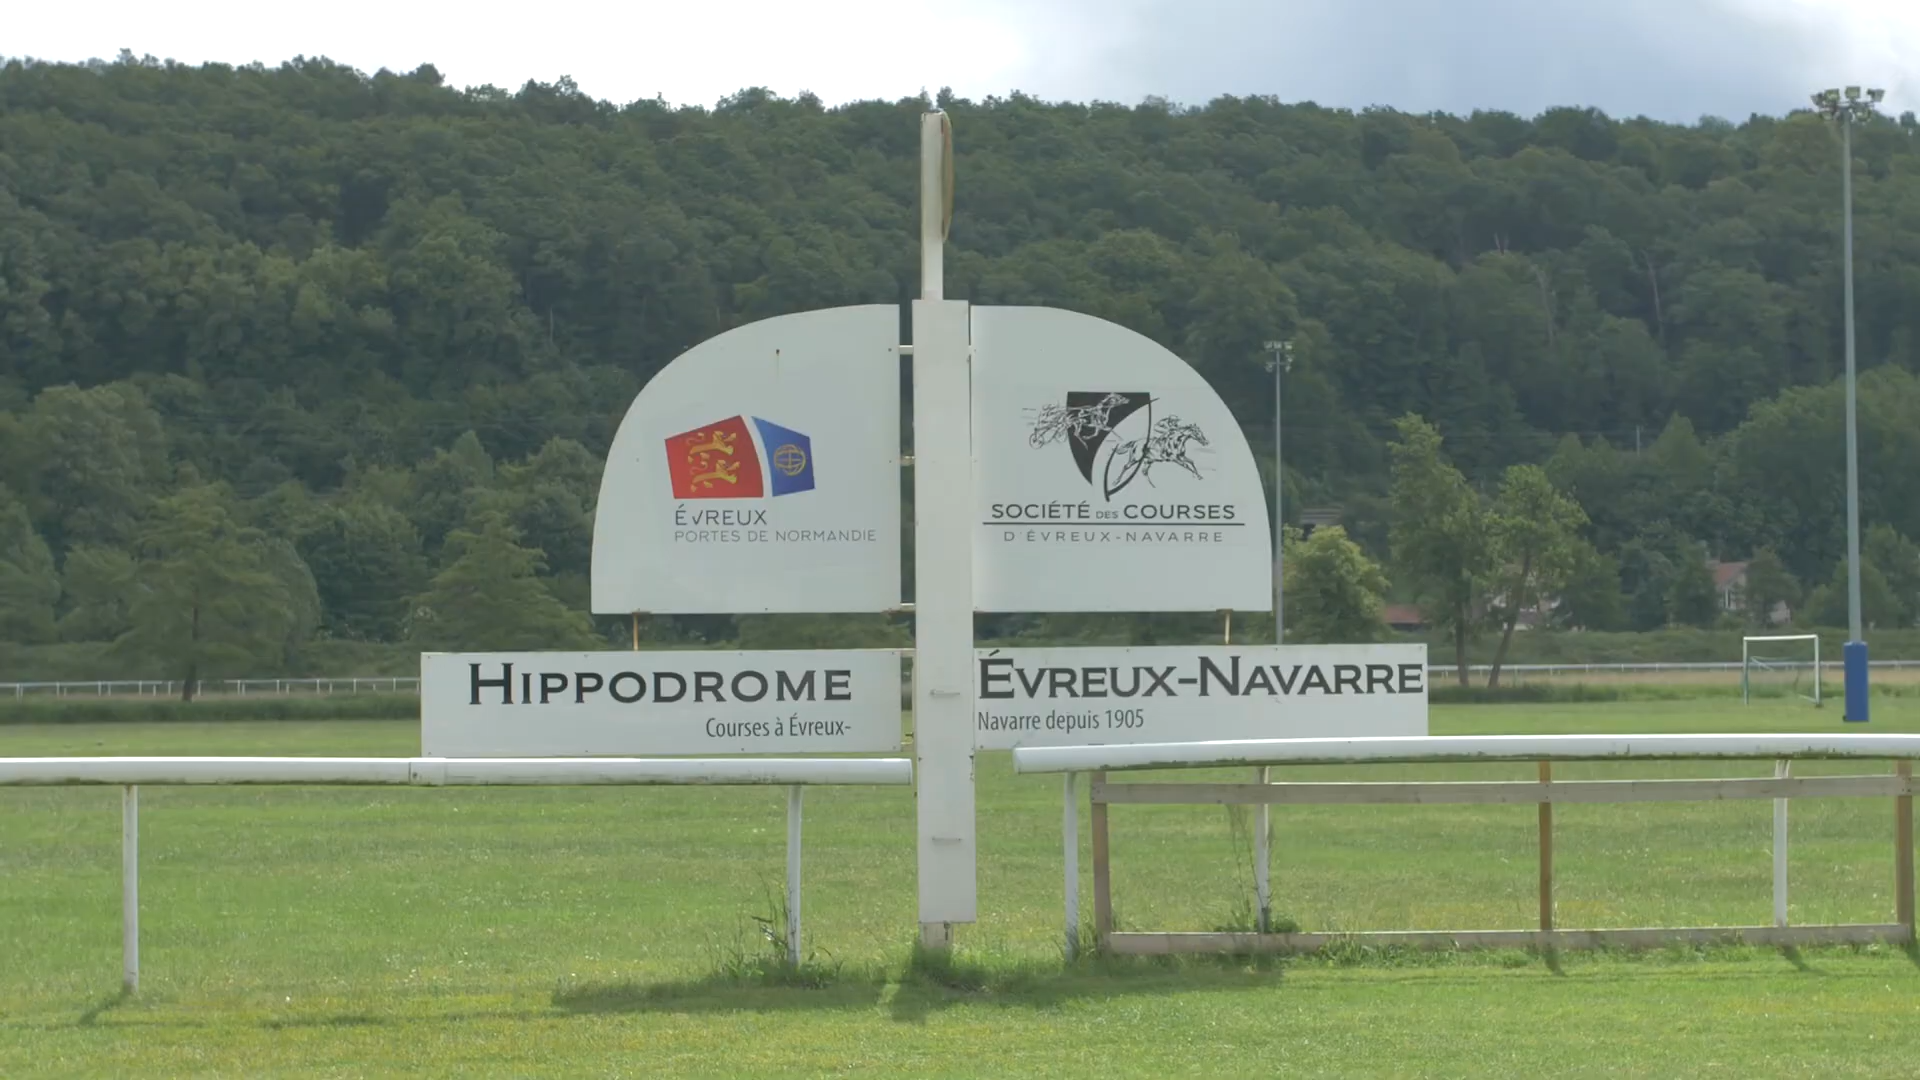 ÉVREUX
PORTES DE NORMANDIE
SOCIÉTÉ DES COURSES
D'ÉVREUX-NAVARRE
HIPPODROME ÉVREUX-NAVARRE
Courses à Évreux-Navarre depuis 1905